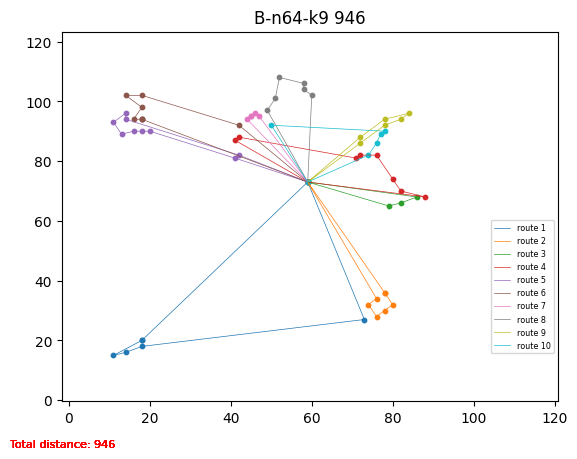 B-n64-k9 946
120
100
80
60
40
20
0
0 20 40 60 80 100 120
route 1
route 2
route 3
route 4
route 5
route 6
route 7
route 8
route 9
route 10
Total distance: 946